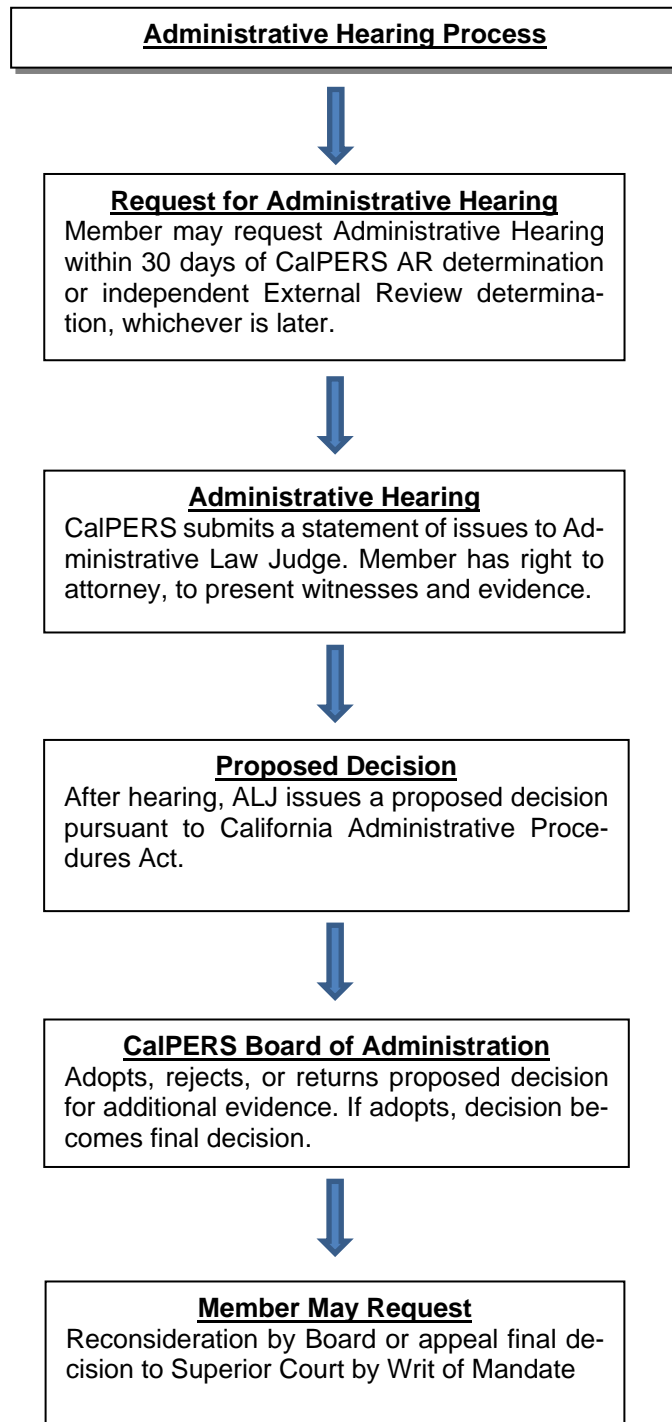 Administrative Hearing Process
Request for Administrative Hearing
Member may request Administrative Hearing
within 30 days of CalPERS AR determination
or independent External Review determina-
tion, whichever is later.
Administrative Hearing
CalPERS submits a statement of issues to Ad-
ministrative Law Judge. Member has right to
attorney, to present witnesses and evidence.
Proposed Decision
After hearing, ALJ issues a proposed decision
pursuant to California Administrative Proce-
dures Act.
CalPERS Board of Administration
Adopts, rejects, or returns proposed decision
for additional evidence. If adopts, decision be-
comes final decision.
Member May Request
Reconsideration by Board or appeal final de-
cision to Superior Court by Writ of Mandate